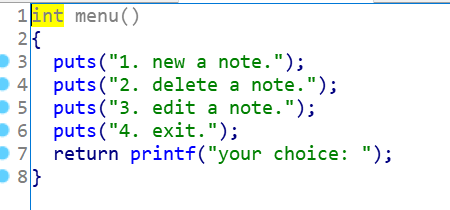 1 int menu()
2 {
3 puts("1. new a note.");
4 puts("2. delete a note.");
5 puts("3. edit a note.");
6 puts("4. exit.");
7 return printf("your choice: ");
8 }